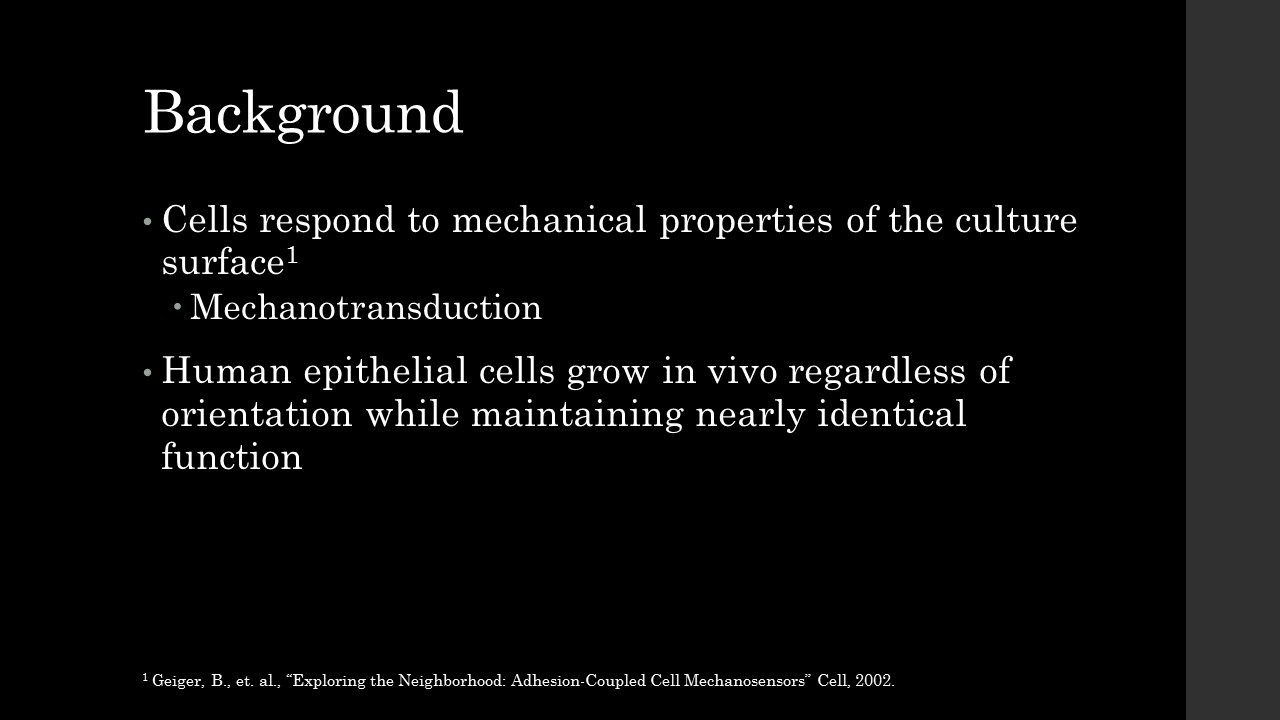 Background
• Cells respond to mechanical properties of the culture
surface¹
▪ Mechanotransduction
• Human epithelial cells grow in vivo regardless of
orientation while maintaining nearly identical
function
¹ Geiger, B., et. al., “Exploring the Neighborhood: Adhesion-Coupled Cell Mechanosensors” Cell, 2002.